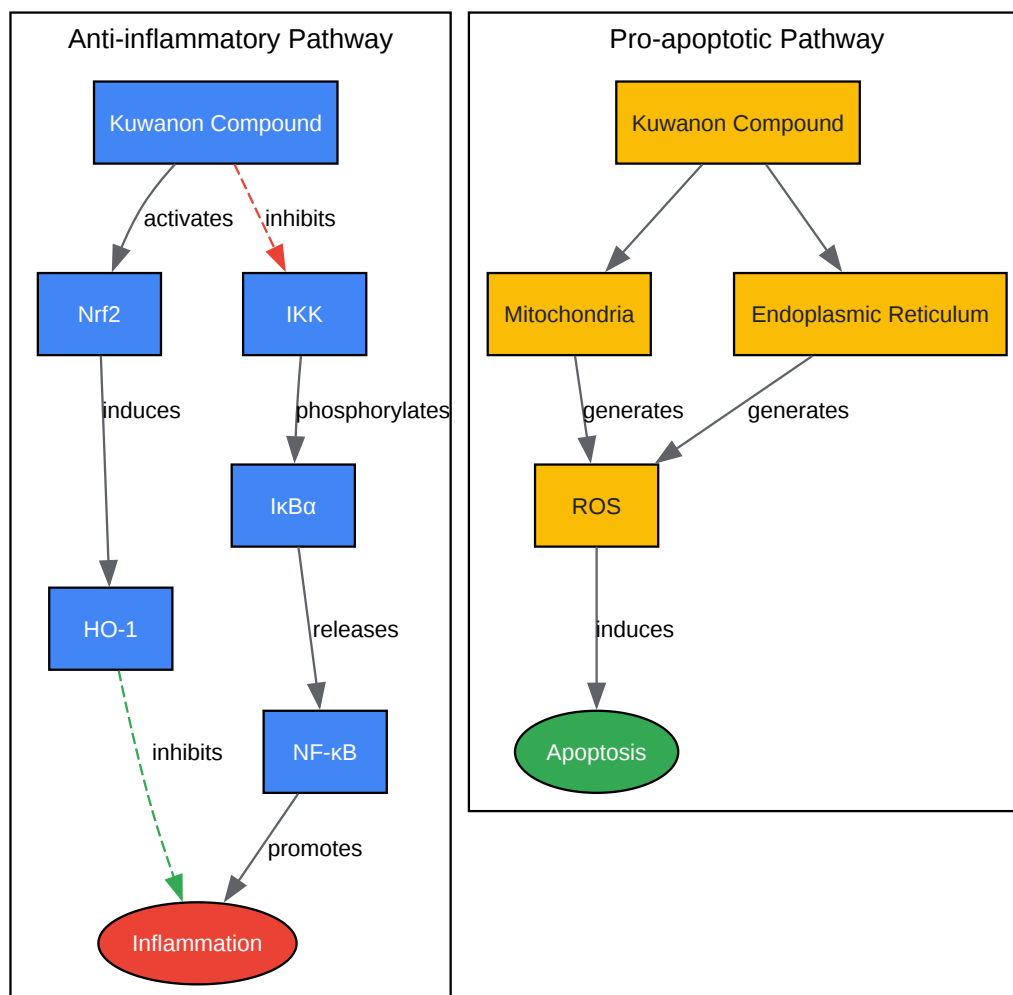 Anti-inflammatory Pathway
Kuwanon Compound
activates
inhibits
Nrf2
IKK
induces
phosphorylates
IκBα
HO-1
releases
inhibits
NF-κB
promotes
Inflammation
Pro-apoptotic Pathway
Kuwanon Compound
Mitochondria
Endoplasmic Reticulum
generates
generates
ROS
induces
Apoptosis